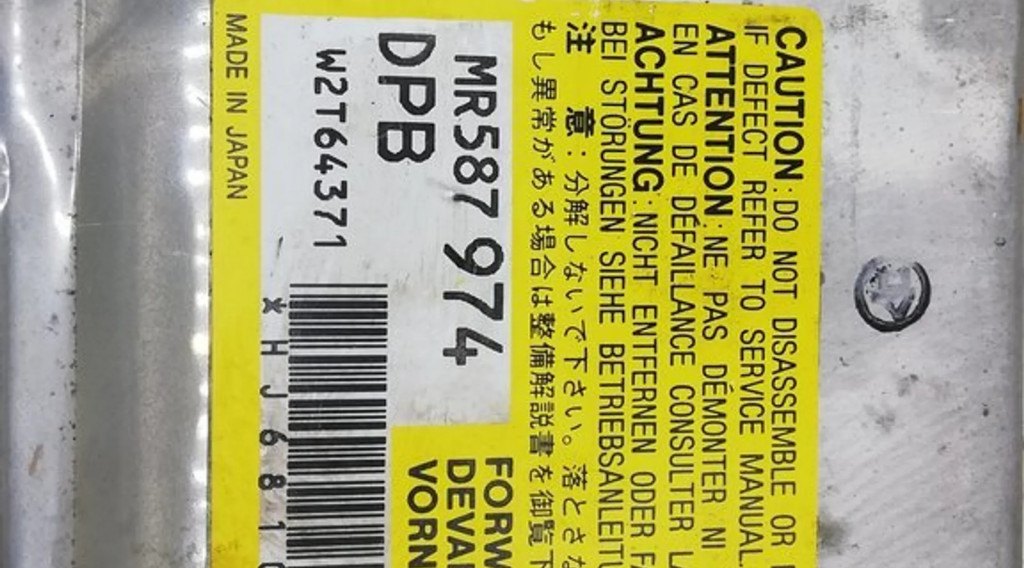 CAUTION: DO NOT DISASSEMBLE OR
IF DEFECT REFER TO SERVICE MANUAL.
ATTENTION: NE PAS DÉMONTER NI
EN CAS DE DÉFAILLANCE CONSULTER
ACHTUNG: NICHT ENTFERNEN ODER
BEI STÖRUNGEN SIEHE
注 意：分解しないで下さい。落とさな
もし異常がある場合は整備解説書を御覧下
MR587974
DPB
W2T64371
FORW
DEVA
VORN
*HJ681
MADE IN JAPAN